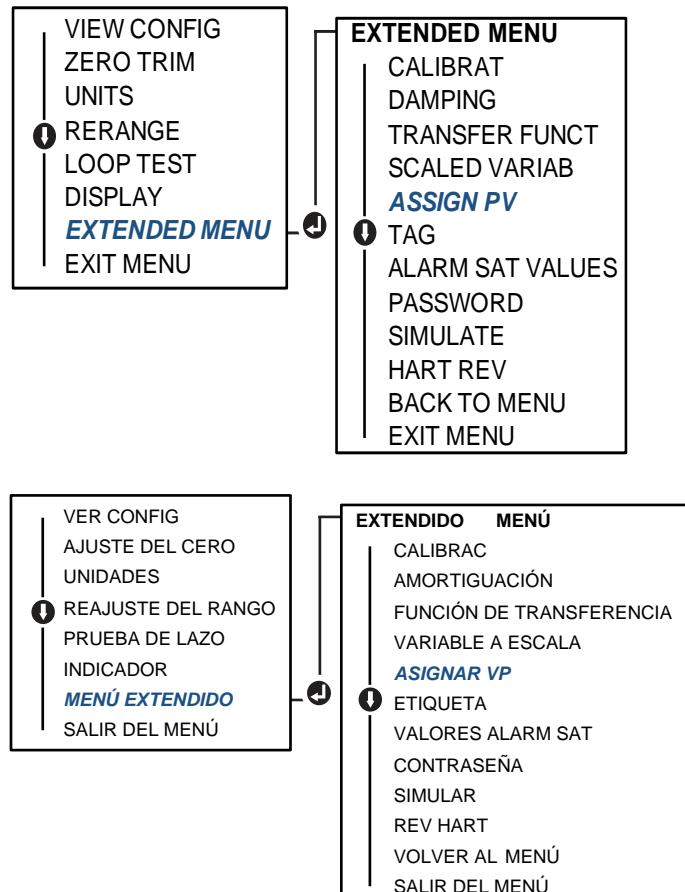 VIEW CONFIG
ZERO TRIM
UNITS
RERANGE
LOOP TEST
DISPLAY
EXTENDED MENU
EXIT MENU
EXTENDED MENU
CALIBRAT
DAMPING
TRANSFER FUNCT
SCALED VARIAB
ASSIGN PV
TAG
ALARM SAT VALUES
PASSWORD
SIMULATE
HART REV
BACK TO MENU
EXIT MENU
VER CONFIG
AJUSTE DEL CERO
UNIDADES
REAJUSTE DEL RANGO
PRUEBA DE LAZO
INDICADOR
MENÚ EXTENDIDO
SALIR DEL MENÚ
EXTENDIDO MENÚ
CALIBRAC
AMORTIGUACIÓN
FUNCIÓN DE TRANSFERENCIA
VARIABLE A ESCALA
ASIGNAR VP
ETIQUETA
VALORES ALARM SAT
CONTRASEÑA
SIMULAR
REV HART
VOLVER AL MENÚ
SALIR DEL MENÚ